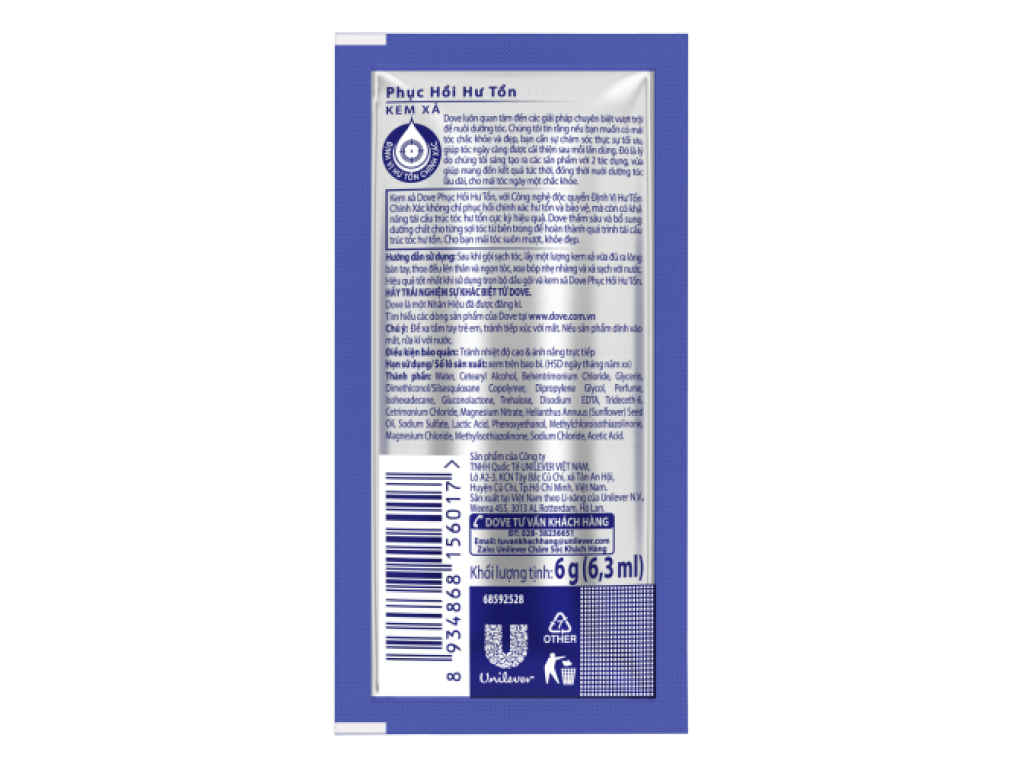 Phục Hồi Hư Tổn
KEM XẢ
ĐỊNH VỊ HƯ TỔN CHÍNH XÁC
Dove luôn quan tâm đến các giải pháp chuyên biệt vượt trội
để nuôi dưỡng tóc. Chúng tôi tin rằng nếu bạn muốn có mái
tóc chắc khỏe và đẹp, bạn cần sự chăm sóc thực sự tối ưu,
giúp tóc ngày càng được cải thiện sau mỗi lần dùng. Đó là lý
do chúng tôi sáng tạo ra các sản phẩm với 2 tác dụng, vừa
giúp mang đến kết quả tức thời, đồng thời nuôi dưỡng tóc
lâu dài, cho mái tóc ngày một chắc khỏe.
Kem xả Dove Phục Hồi Hư Tổn, với Công nghệ độc quyền Định Vị Hư Tổn
Chính Xác không chỉ phục hồi chính xác hư tổn và bảo vệ, mà còn có khả
năng tái cấu trúc tóc hư tổn cực kỳ hiệu quả. Dove thấm sâu và bổ sung
dưỡng chất cho từng sợi tóc từ bên trong để hoàn thành quá trình tái cấu
trúc tóc hư tổn. Cho bạn mái tóc suôn mượt, khỏe đẹp.
Hướng dẫn sử dụng: Sau khi gội sạch tóc, lấy một lượng kem xả vừa đủ ra lòng
bàn tay, thoa đều lên thân và ngọn tóc, xoa bóp nhẹ nhàng và xả sạch với nước.
Hiệu quả tốt nhất khi sử dụng trọn bộ dầu gội và kem xả Dove Phục Hồi Hư Tổn.
HÃY TRẢI NGHIỆM SỰ KHÁC BIỆT TỪ DOVE.
Dove là một Nhãn Hiệu đã được đăng kí.
Tìm hiểu các dòng sản phẩm của Dove tại www.dove.com.vn
Chú ý: Để xa tầm tay trẻ em, tránh tiếp xúc với mắt. Nếu sản phẩm dính vào
mắt, rửa kĩ với nước.
Điều kiện bảo quản: Tránh nhiệt độ cao & ánh nắng trực tiếp
Hạn sử dụng/ Số lô sản xuất: xem trên bao bì. (HSD ngày tháng năm xx)
Thành phần: Water, Cetearyl Alcohol, Behentrimonium Chloride, Glycerin,
Dimethiconol/Silsesquioxane Copolymer, Dipropylene Glycol, Perfume,
Isohexadecane, Gluconolactone, Trehalose, Disodium EDTA, Trideceth-6,
Cetrimonium Chloride, Magnesium Nitrate, Helianthus Annuus (Sunflower) Seed
Oil, Sodium Sulfate, Lactic Acid, Phenoxyethanol, Methylchloroisothiazolinone,
Magnesium Chloride, Methylisothiazolinone, Sodium Chloride, Acetic Acid.
Sản phẩm của Công ty
TNHH Quốc Tế UNILEVER VIỆT NAM,
Lô A2-3, KCN Tây Bắc Củ Chi, xã Tân An Hội,
Huyện Củ Chi, Tp.Hồ Chí Minh, Việt Nam.
Sản xuất tại Việt Nam theo Li-xăng của Unilever N.V.,
Weena 455, 3013 AL Rotterdam, Hà Lan.
DOVE TƯ VẤN KHÁCH HÀNG
ĐT: 028- 38236651
Email: tuvankhachhang@unilever.com
Zalo: Unilever Chăm Sóc Khách Hàng
Khối lượng tịnh: 6 g (6,3 ml)
8 934868 156017 >
68592528
OTHER
Unilever